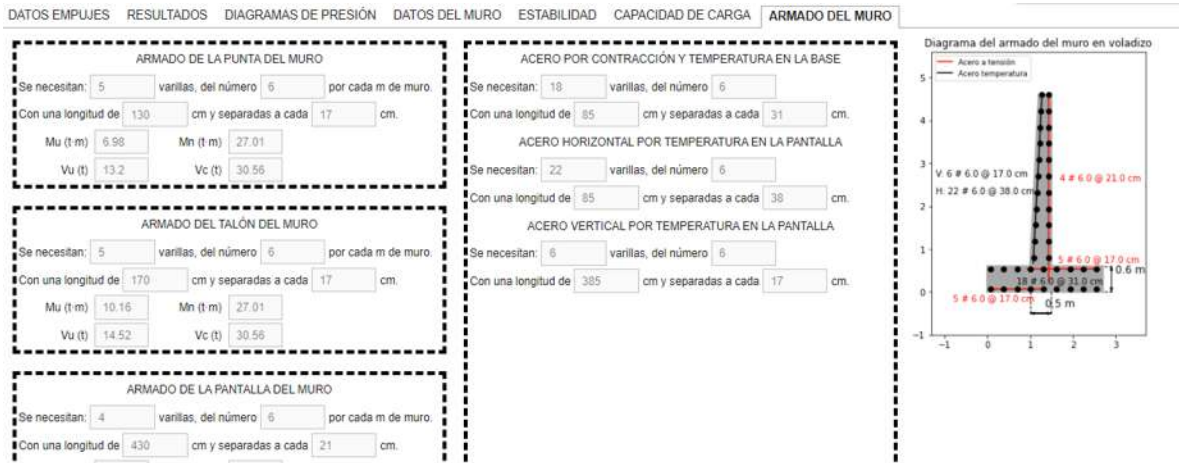 DATOS EMPUJES RESULTADOS DIAGRAMAS DE PRESIÓN DATOS DEL MURO ESTABILIDAD CAPACIDAD DE CARGA ARMADO DEL MURO
ARMADO DE LA PUNTA DEL MURO
Se necesitan: 5 varillas, del número 6 por cada m de muro.
Con una longitud de 130 cm y separadas a cada 17 cm.
Mu (t·m) 6.98 Mn (t·m) 27.01
Vu (t) 13.2 Vc (t) 30.56
ARMADO DEL TALÓN DEL MURO
Se necesitan: 5 varillas, del número 6 por cada m de muro.
Con una longitud de 170 cm y separadas a cada 17 cm.
Mu (t·m) 10.16 Mn (t·m) 27.01
Vu (t) 14.52 Vc (t) 30.56
ARMADO DE LA PANTALLA DEL MURO
Se necesitan: 4 varillas, del número 6 por cada m de muro.
Con una longitud de 430 cm y separadas a cada 21 cm.
ACERO POR CONTRACCIÓN Y TEMPERATURA EN LA BASE
Se necesitan: 18 varillas, del número 6
Con una longitud de 85 cm y separadas a cada 31 cm.
ACERO HORIZONTAL POR TEMPERATURA EN LA PANTALLA
Se necesitan: 22 varillas, del número 6
Con una longitud de 85 cm y separadas a cada 38 cm.
ACERO VERTICAL POR TEMPERATURA EN LA PANTALLA
Se necesitan: 6 varillas, del número 6
Con una longitud de 385 cm y separadas a cada 17 cm.
Diagrama del armado del muro en voladizo
Acero a tensión
Acero temperatura
5
4
3
2
1
0
−1
V: 6 # 6.0 @ 17.0 cm
H: 22 # 6.0 @ 38.0 cm
4 # 6.0 @ 21.0 cm
5 # 6.0 @ 17.0 cm
0.6 m
18 # 6.0 @ 31.0 cm
5 # 6.0 @ 17.0 cm
0.5 m
−1 0 1 2 3